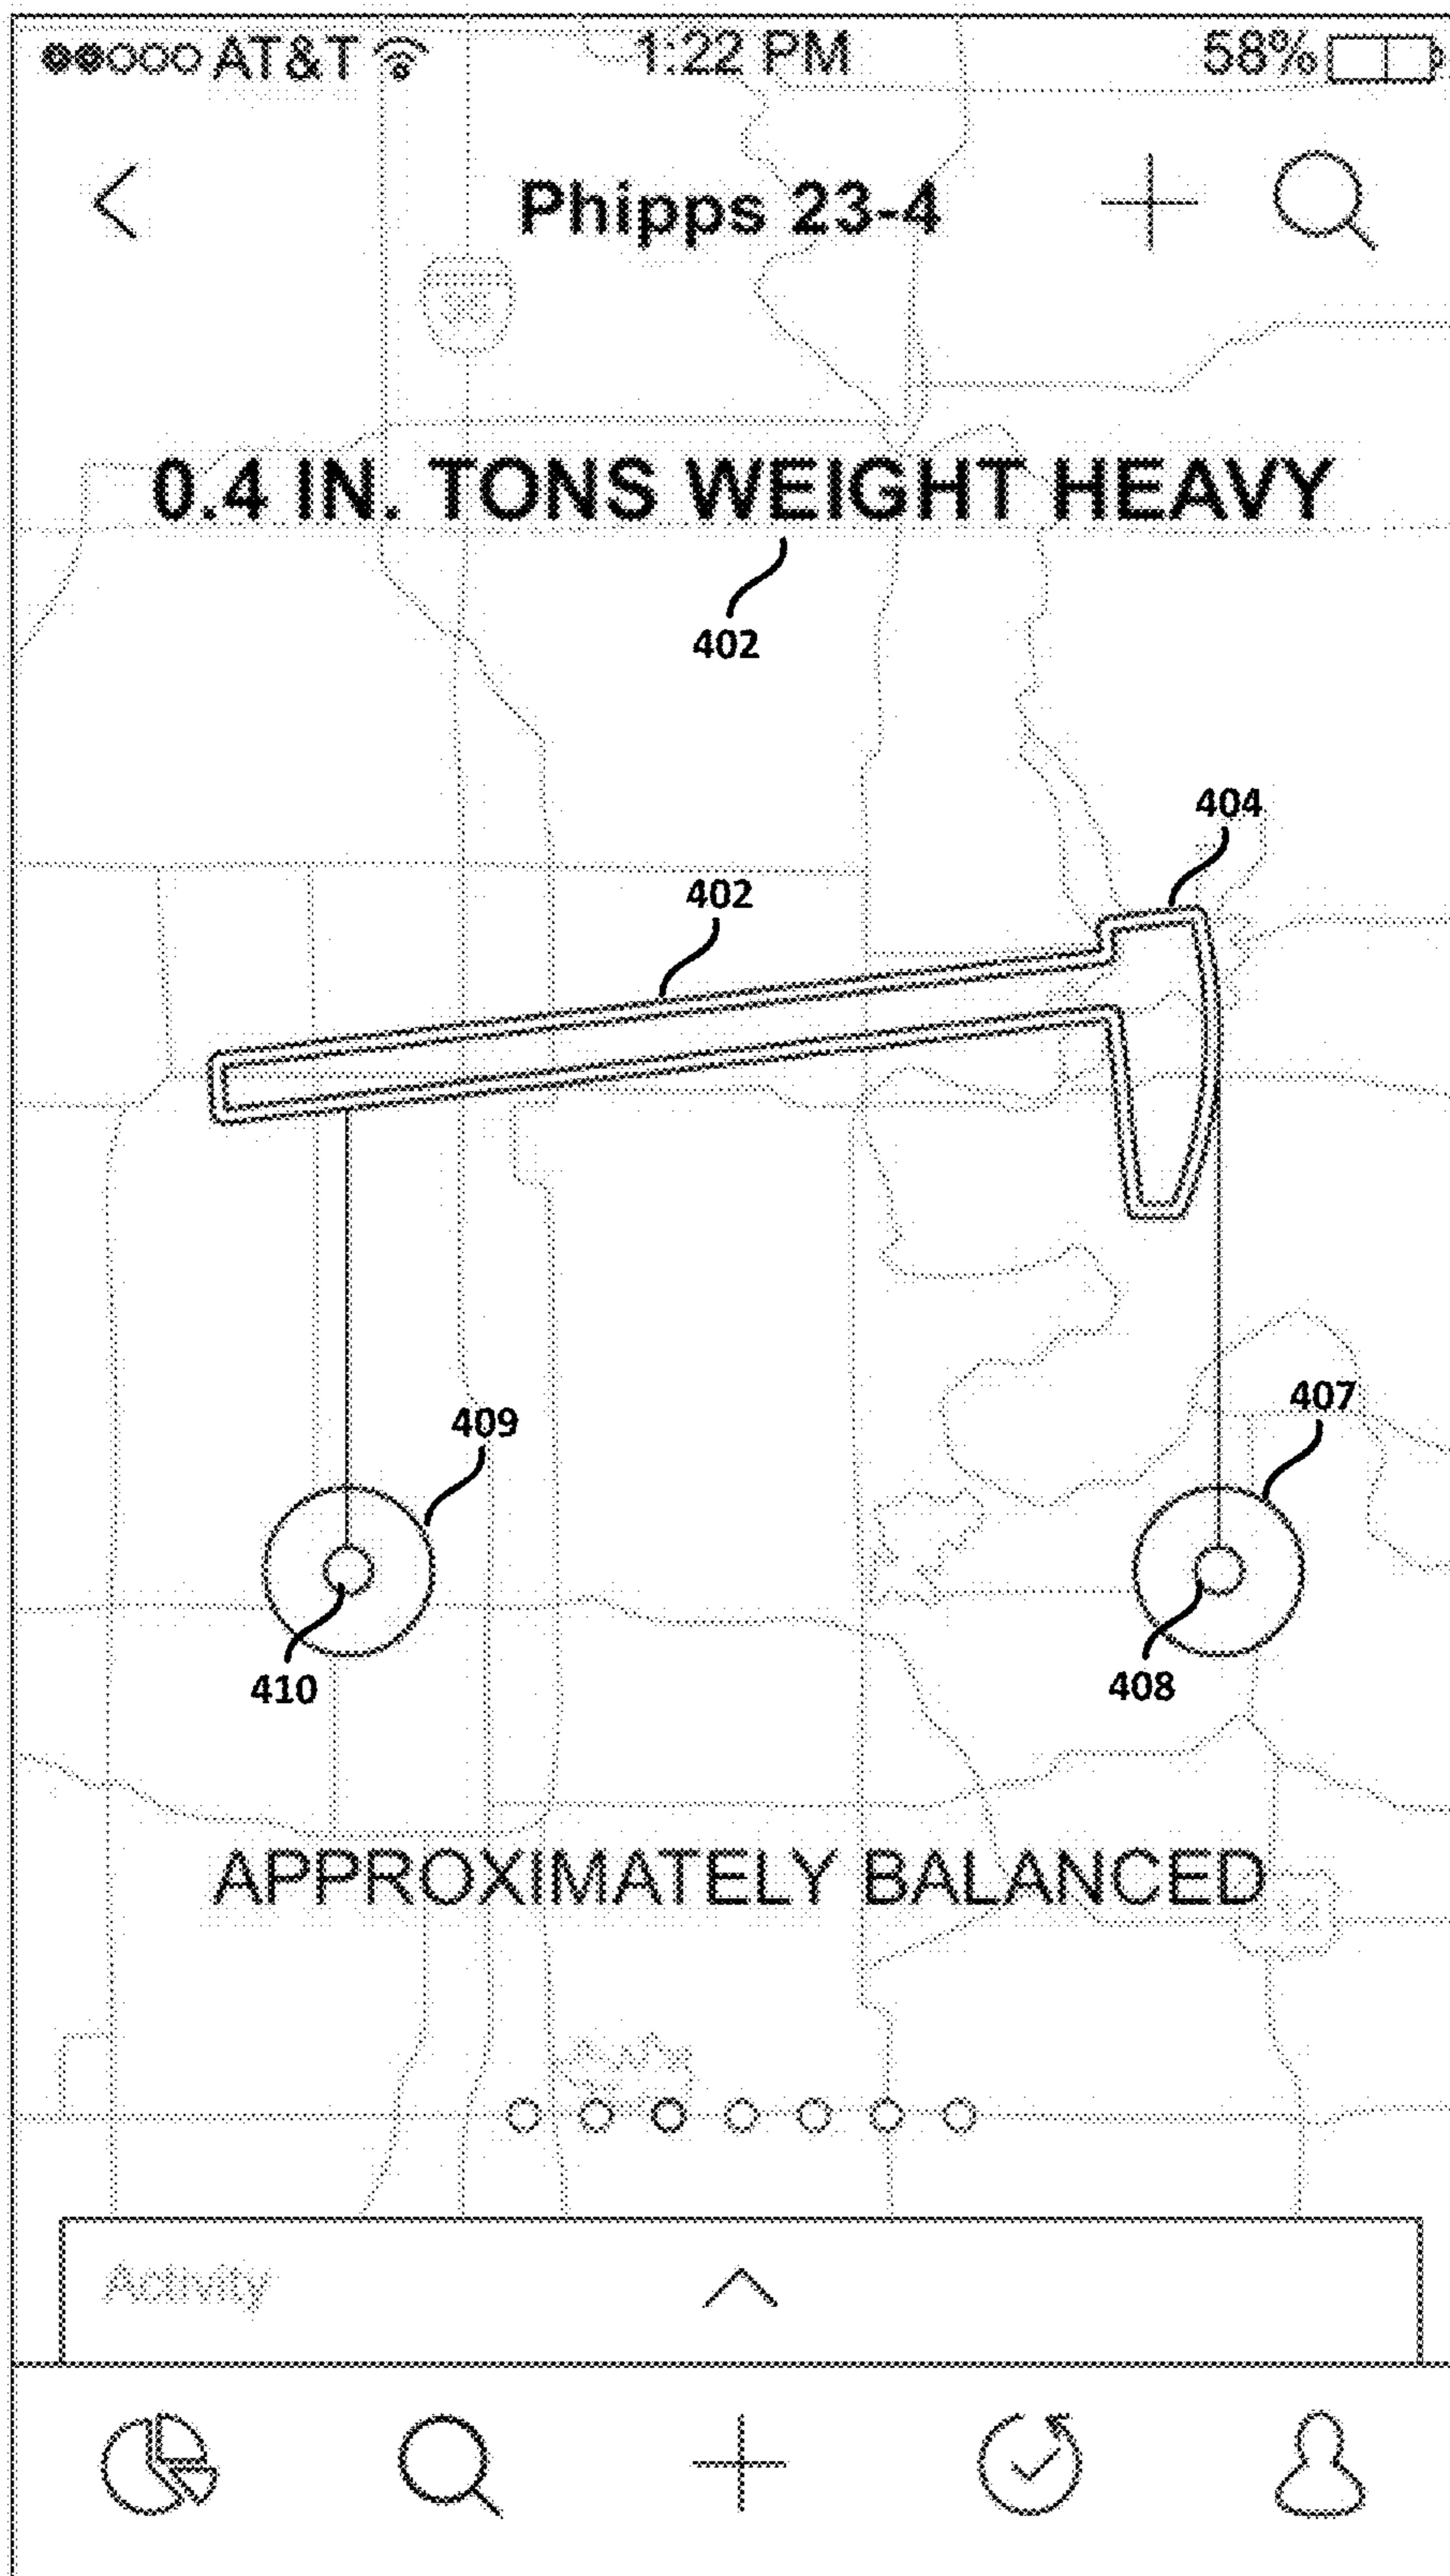 AT&T 1:22 PM 58%
Phipps 23-4
0.4 IN. TONS WEIGHT HEAVY
402
404
402
409
407
410
408
APPROXIMATELY BALANCED
Activity